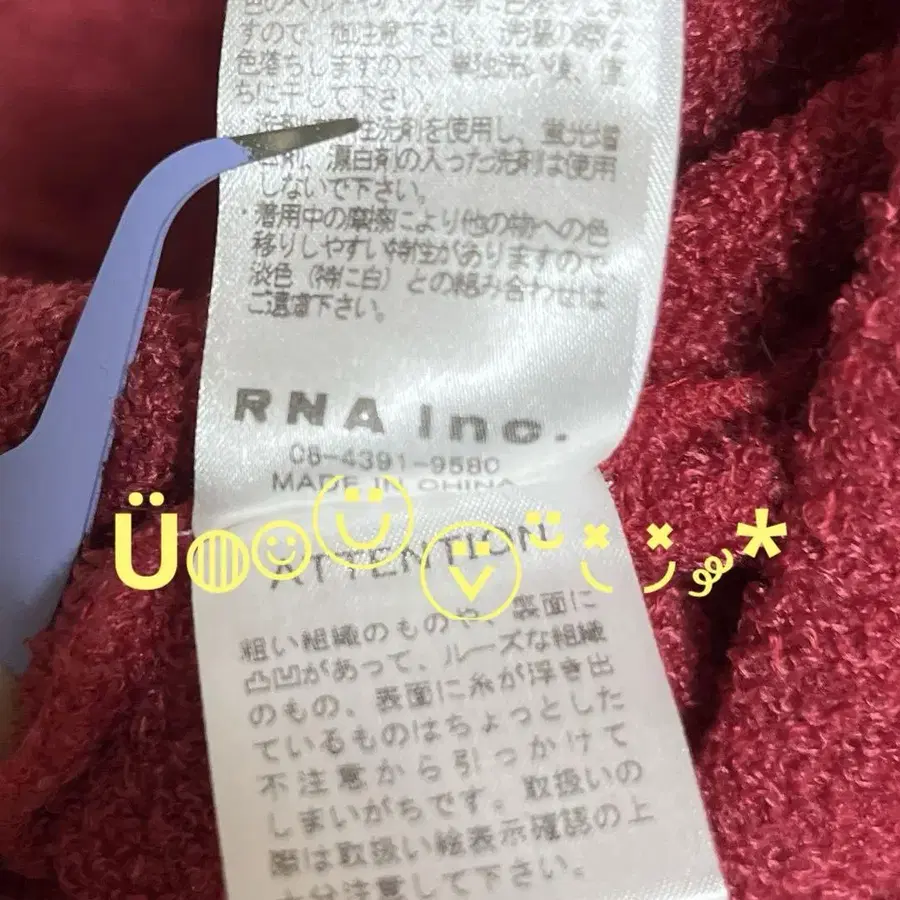 すので、御注意下さい。洗濯の際は
色落ちしますので、
ちに干して下さい。
性洗剤を使用し、蛍光増
剤、漂白剤の入った洗剤は使用
しないで下さい。
・着用中の摩擦により他の物への色
移りしやすい特性がありますので、
淡色（特に白）との組み合わせは
ご遠慮下さい。
RNA Inc.
06-4391-9580
MADE IN CHINA
ATTENTION
粗い組織のものや、表面に
凸凹があって、ルーズな組織
のもの、表面に糸が浮き出
ているものはちょっとした
不注意から引っかけて
しまいがちです。取扱いの
際は取扱い絵表示確認の上
十分注意して下さい。